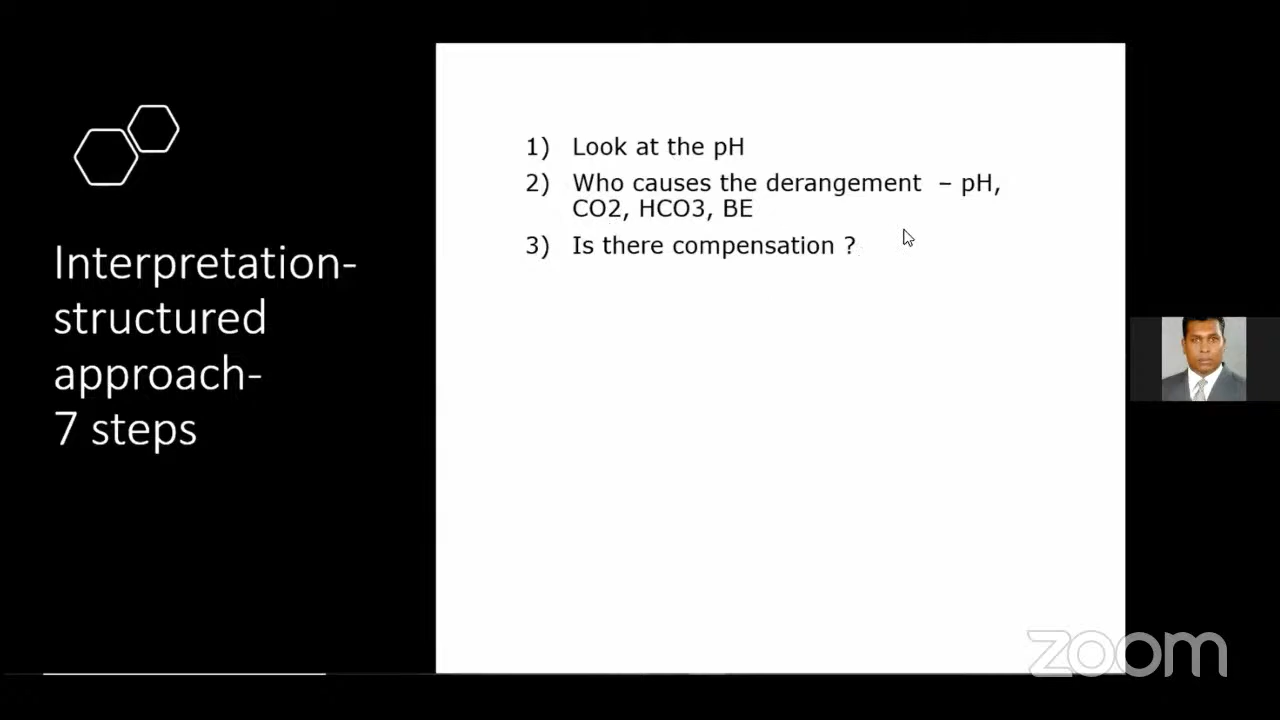 Interpretation-
structured
approach-
7 steps
1) Look at the pH
2) Who causes the derangement – pH,
CO2, HCO3, BE
3) Is there compensation ?
zoom